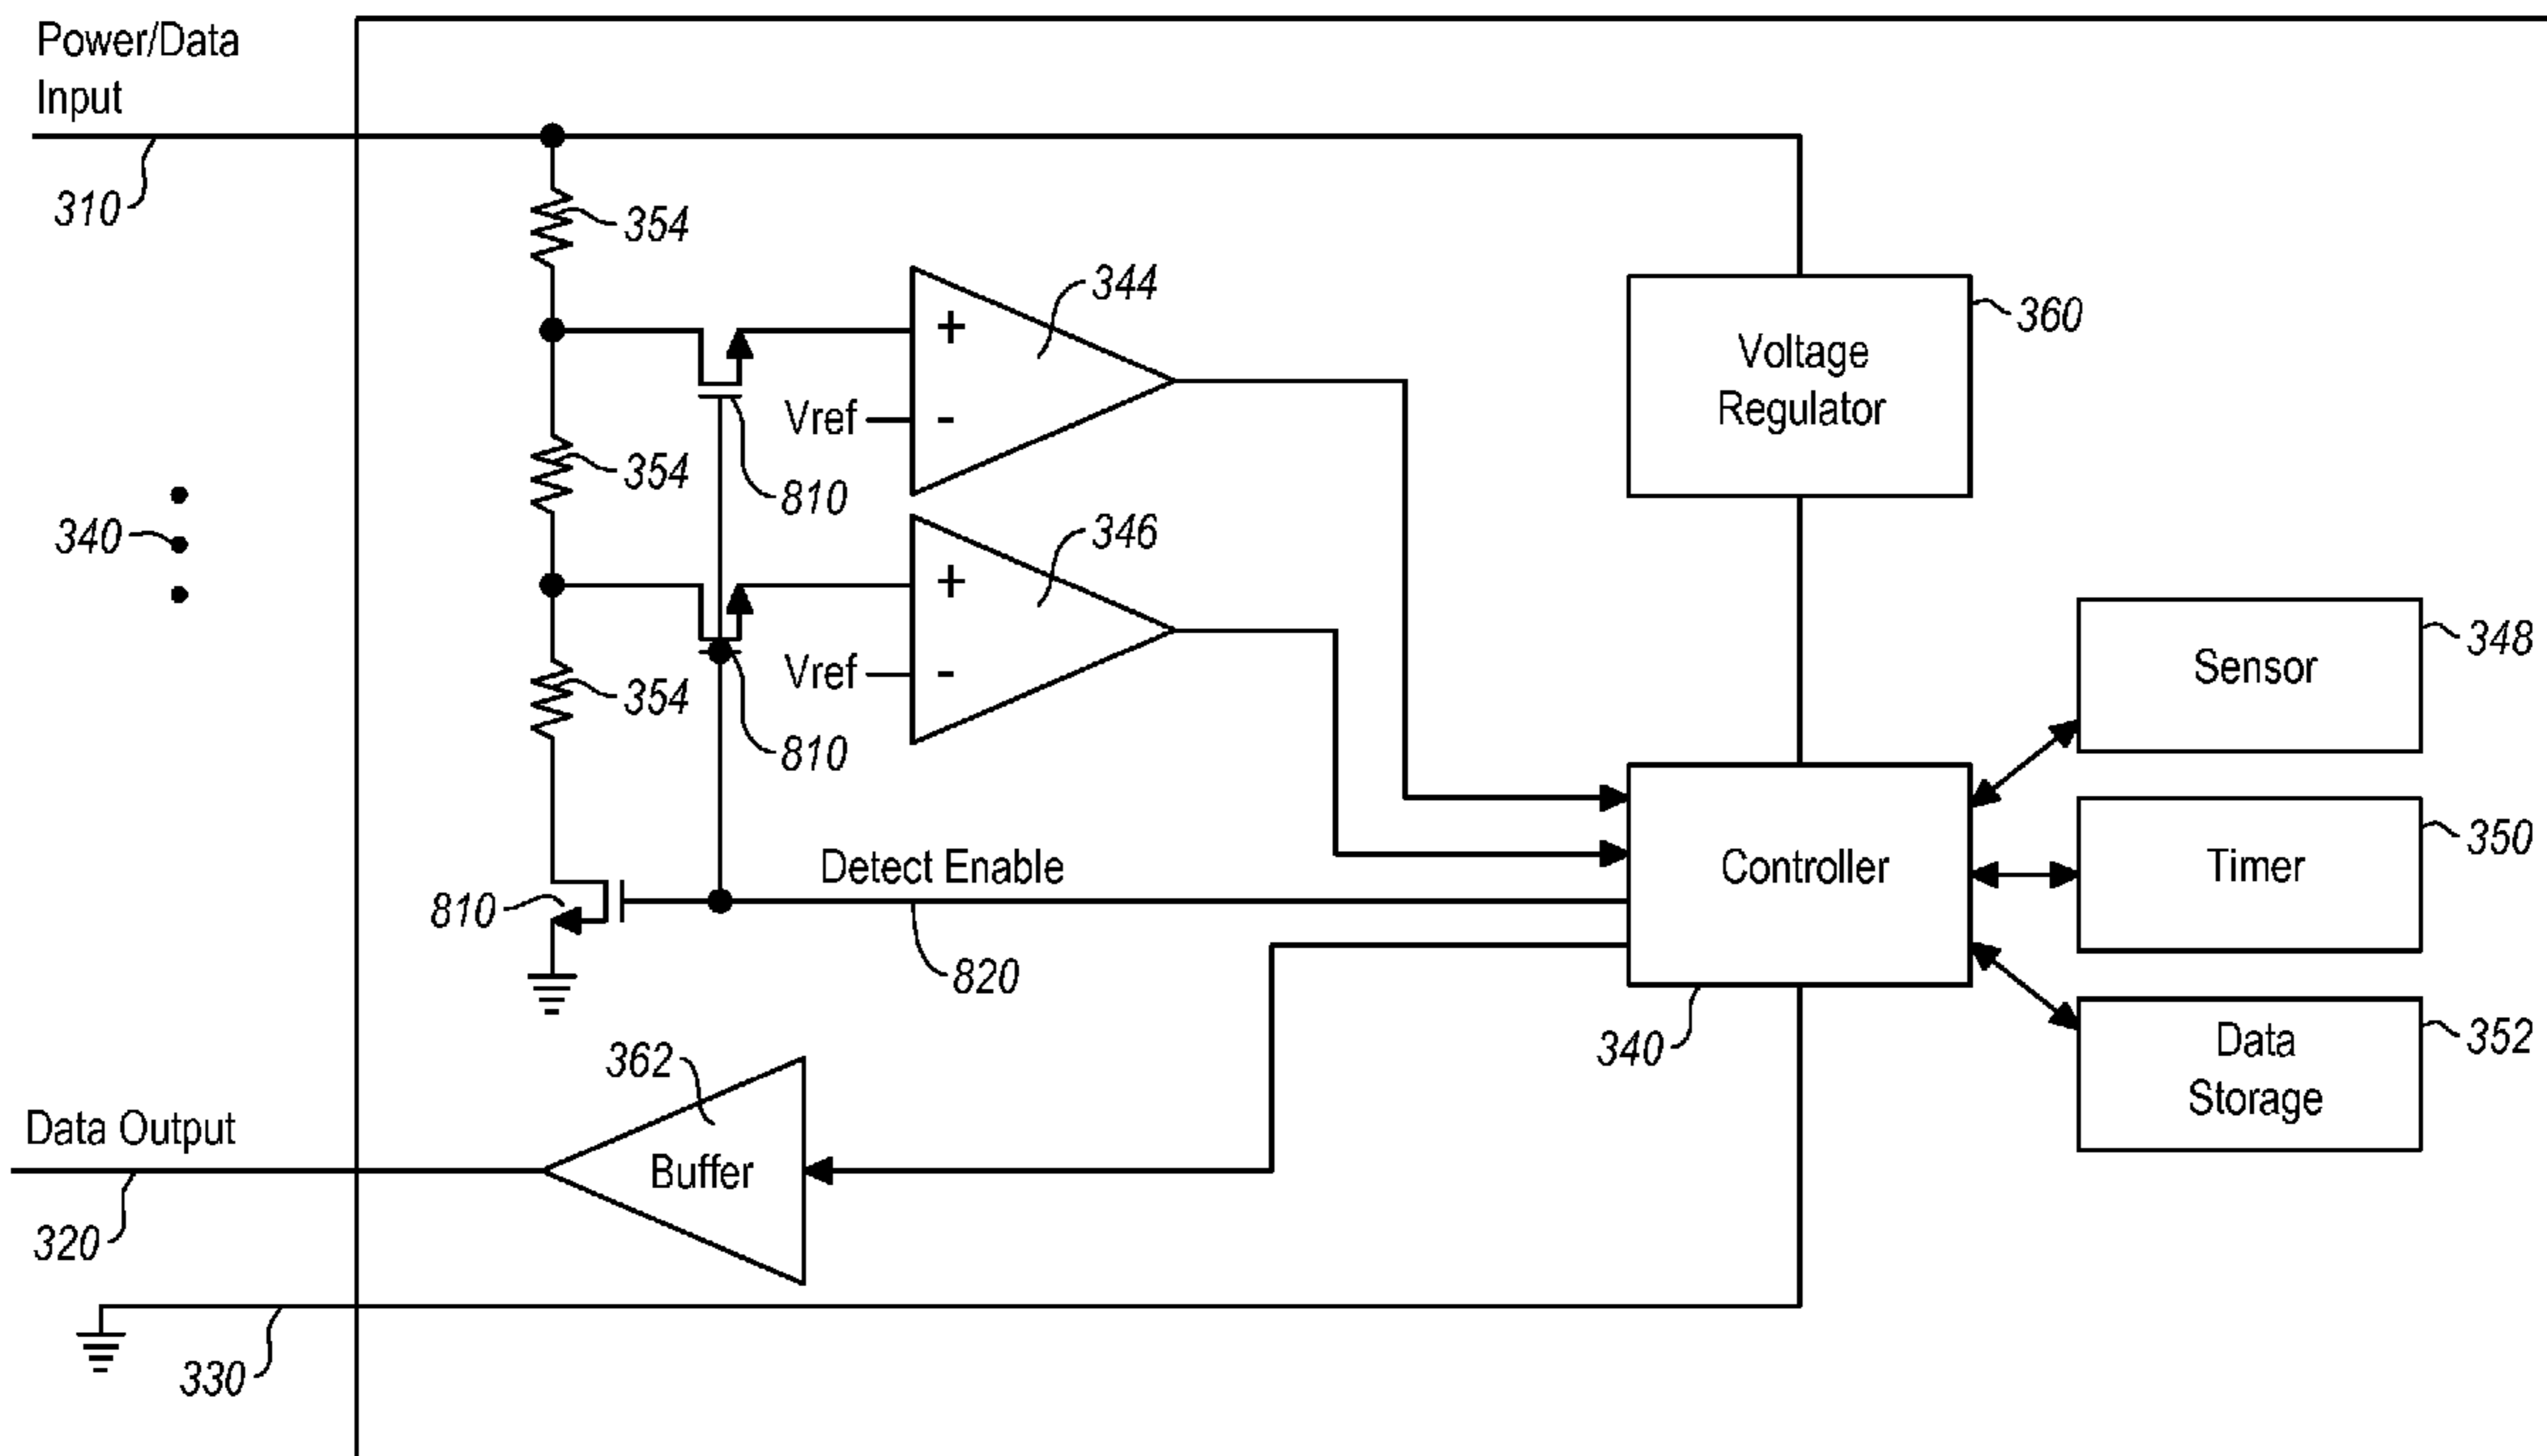 Power/Data
Input
310
354
344
+
Vref
-
810
354
340
346
+
Vref
-
810
354
Voltage
Regulator
360
Sensor
348
Timer
350
Data
Storage
352
Controller
340
Detect Enable
820
810
362
Buffer
Data Output
320
330